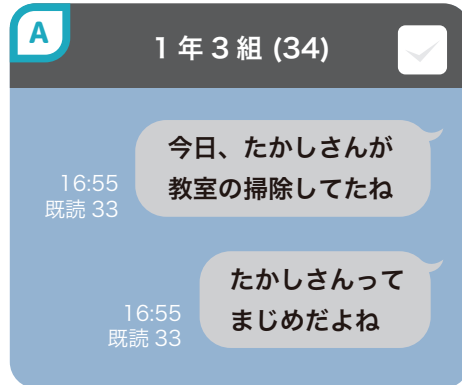 A
1年3組 (34)
今日、たかしさんが
教室の掃除してたね
16:55
既読 33
たかしさんって
まじめだよね
16:55
既読 33